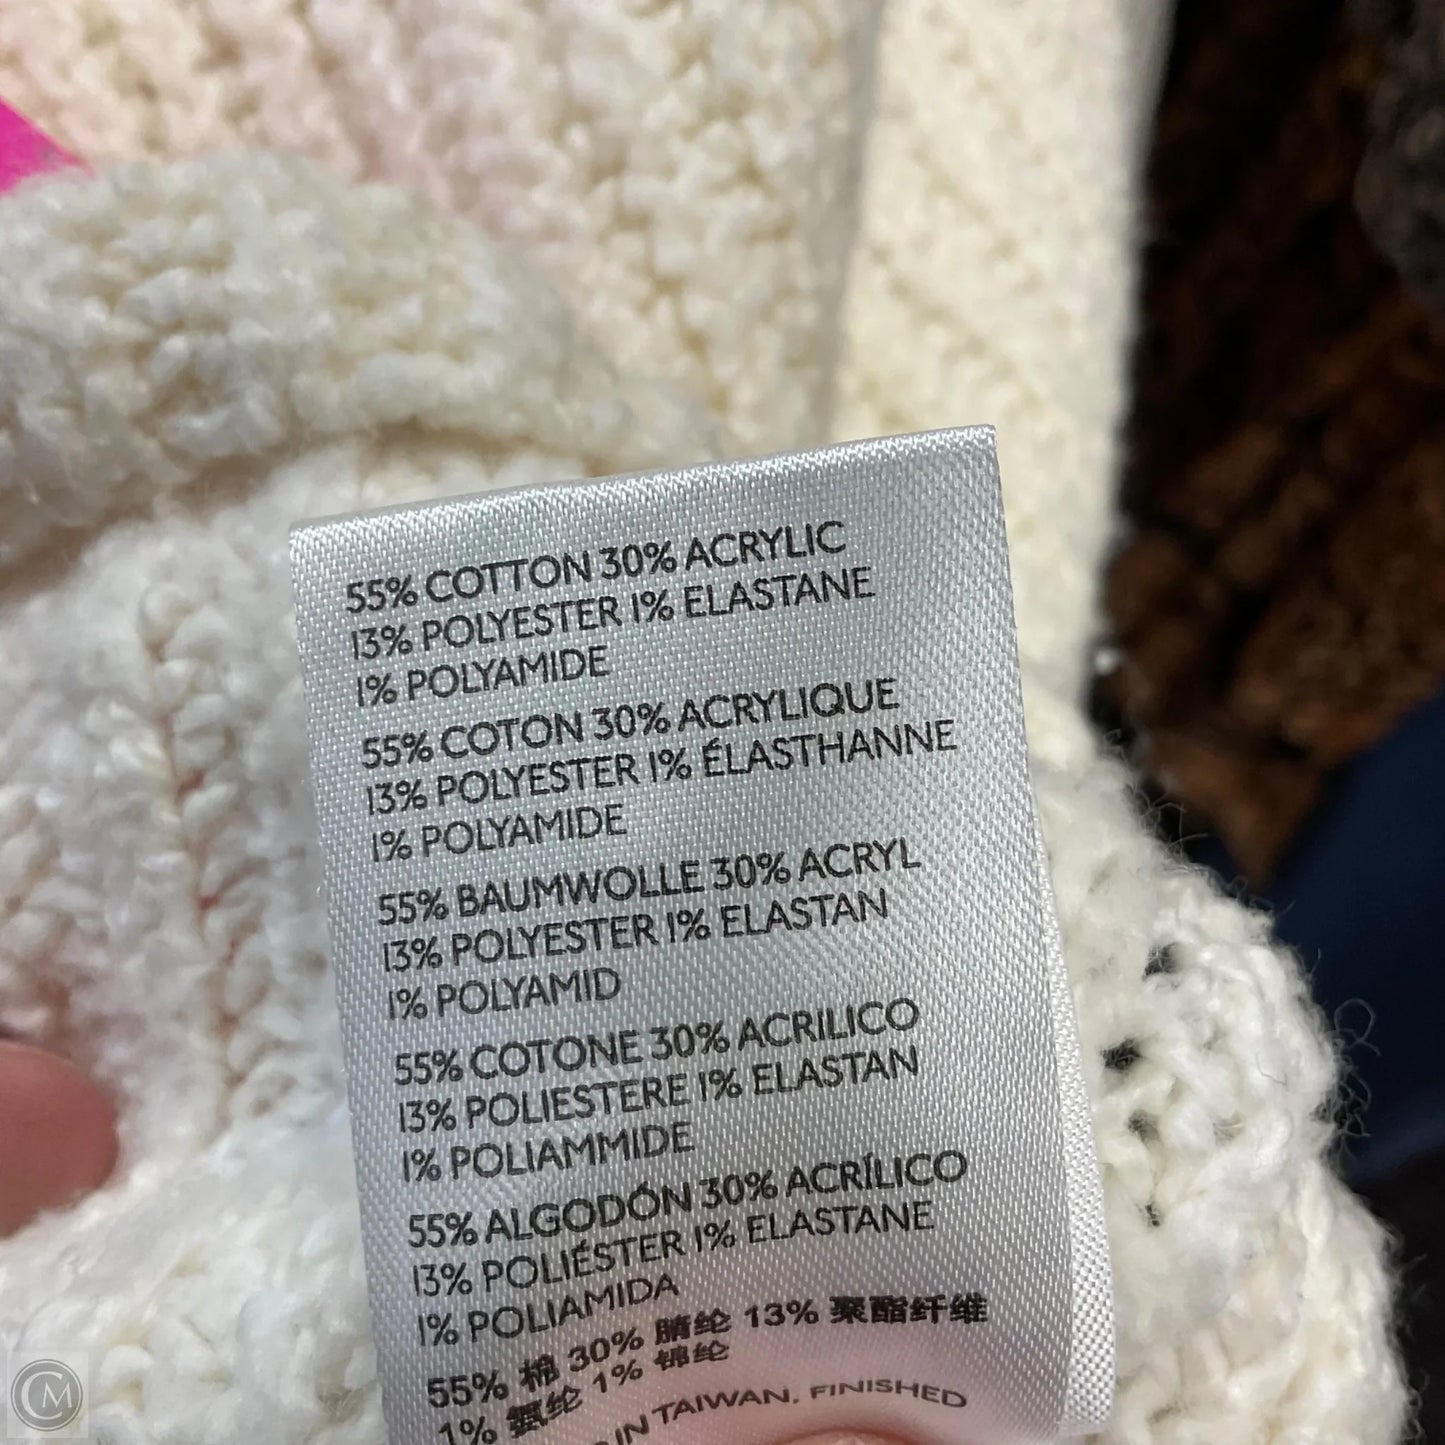 55% COTTON 30% ACRYLIC
13% POLYESTER 1% ELASTANE
1% POLYAMIDE
55% COTON 30% ACRYLIQUE
13% POLYESTER 1% ÉLASTHANNE
1% POLYAMIDE
55% BAUMWOLLE 30% ACRYL
13% POLYESTER 1% ELASTAN
1% POLYAMID
55% COTONE 30% ACRILICO
13% POLIESTERE 1% ELASTAN
1% POLIAMMIDE
55% ALGODÓN 30% ACRÍLICO
13% POLIÉSTER 1% ELASTANE
1% POLIAMIDA
55% 棉 30% 腈纶 13% 聚酯纤维
1% 氨纶 1% 锦纶
IN TAIWAN. FINISHED
CM